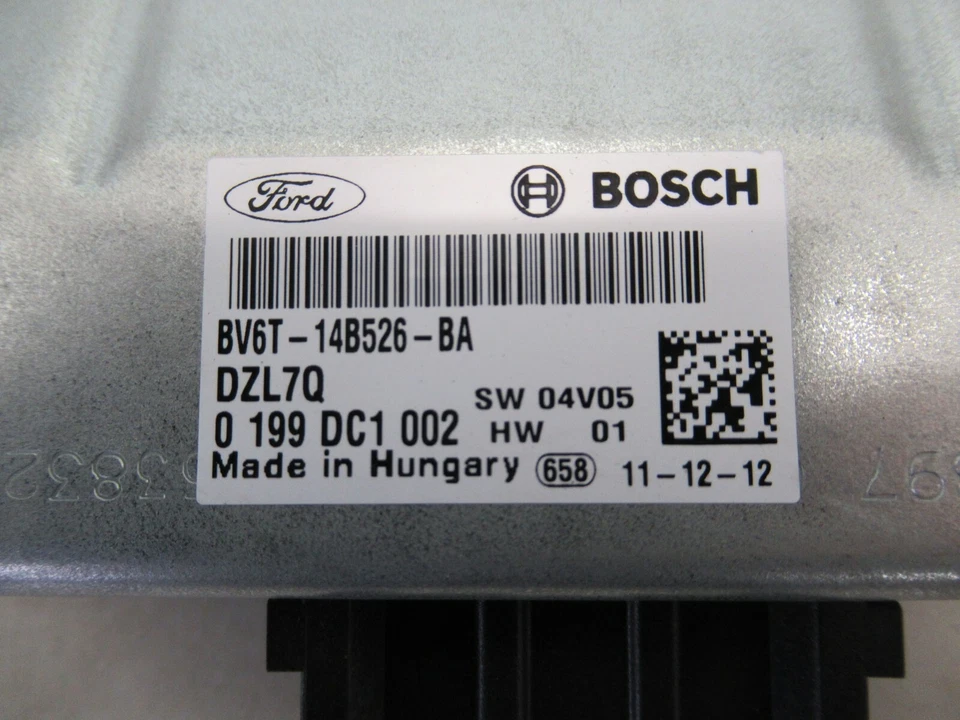 Ford BOSCH
BV6T-14B526-BA
DZL7Q
SW 04V05
0 199 DC1 002
HW 01
Made in Hungary 658 11-12-12